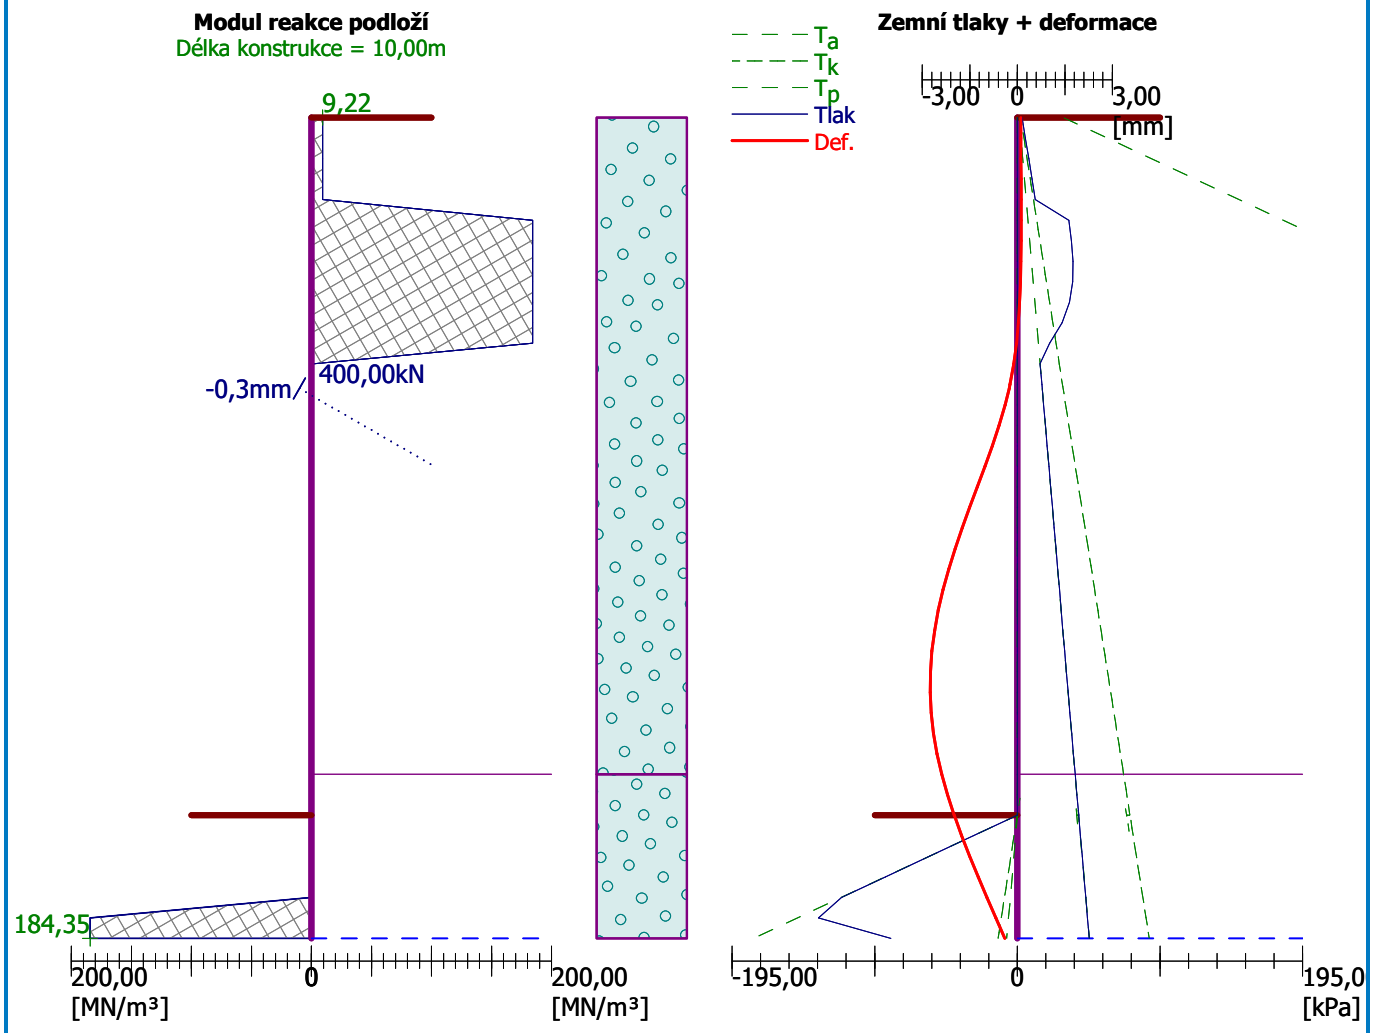 Modul reakce podloží
Délka konstrukce = 10,00m
9,22
400,00kN
-0,3mm
184,35
200,00
0
200,00
[MN/m³]
[MN/m³]
Zemní tlaky + deformace
Ta
Tk
Tp
Tlak
Def.
-3,00
0
3,00
[mm]
-195,00
0
195,0
[kPa]